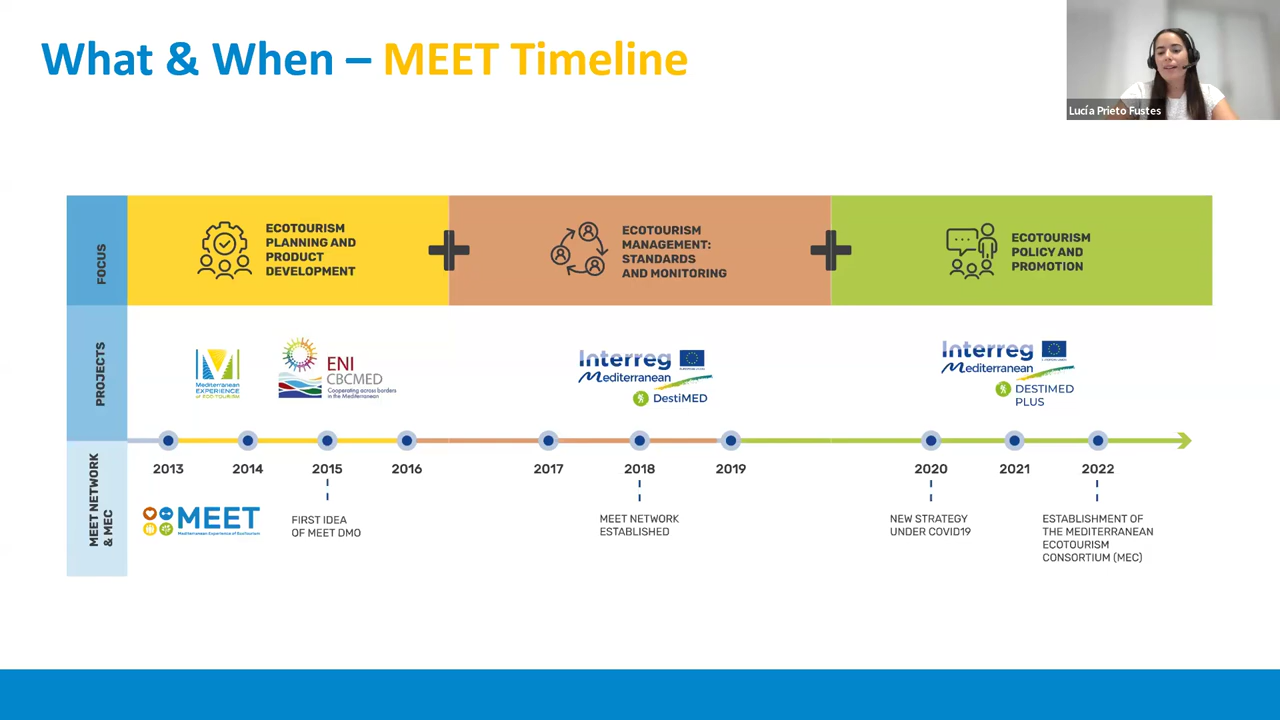 What & When – MEET Timeline
Lucía Prieto Fustes
FOCUS
ECOTOURISM
PLANNING AND
PRODUCT
DEVELOPMENT
ECOTOURISM
MANAGEMENT:
STANDARDS
AND MONITORING
ECOTOURISM
POLICY AND
PROMOTION
PROJECTS
Mediterranean
EXPERIENCE
of ECOTOURISM
ENI
CBCMED
Cooperating across borders
in the Mediterranean
Interreg
Mediterranean
DestiMED
Interreg
Mediterranean
DESTIMED
PLUS
2013
2014
2015
2016
2017
2018
2019
2020
2021
2022
MEET NETWORK
& MEC
MEET
Mediterranean Experience of Ecotourism
FIRST IDEA
OF MEET DMO
MEET NETWORK
ESTABLISHED
NEW STRATEGY
UNDER COVID19
ESTABLISHMENT OF
THE MEDITERRANEAN
ECOTOURISM
CONSORTIUM (MEC)